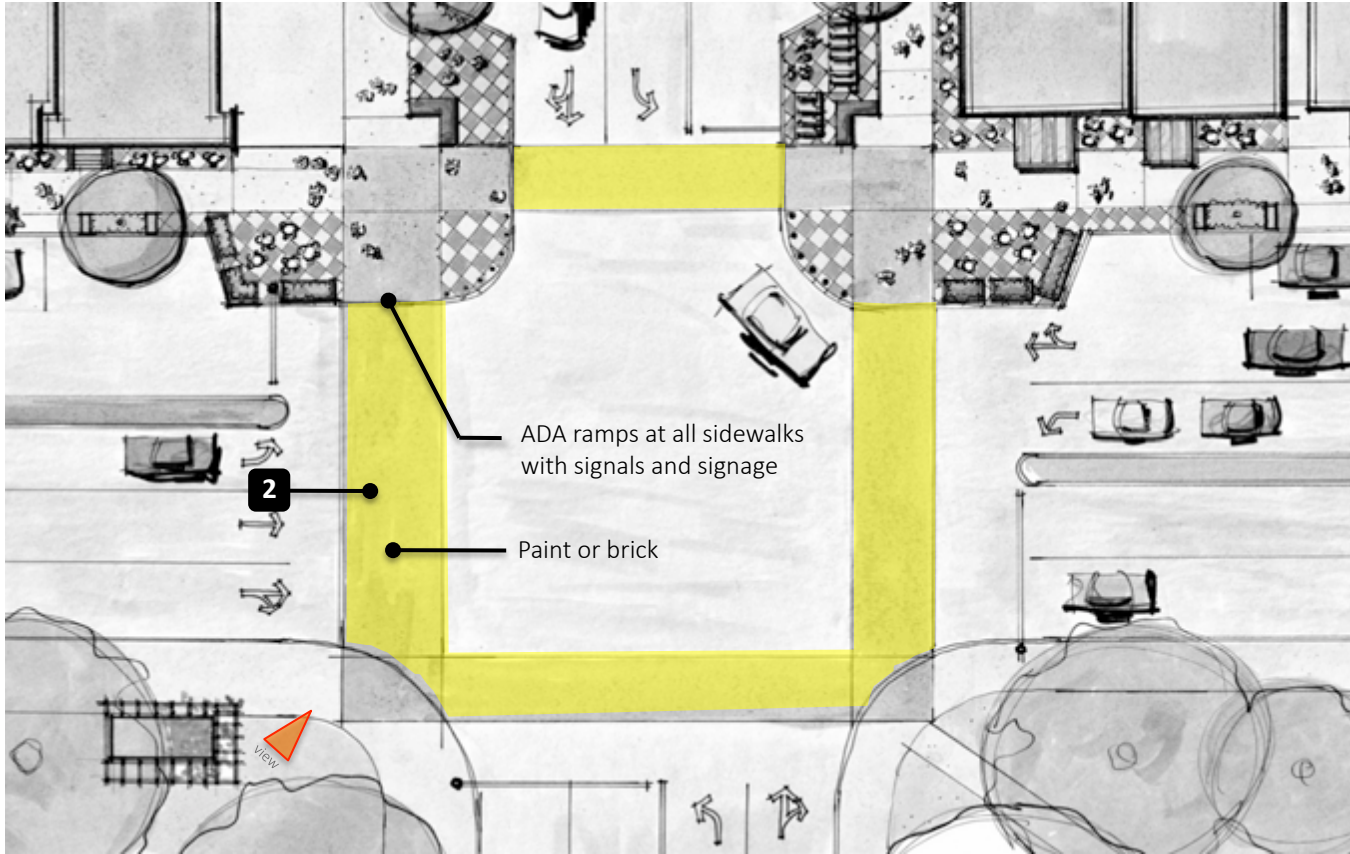 ADA ramps at all sidewalks
with signals and signage
2
Paint or brick
view